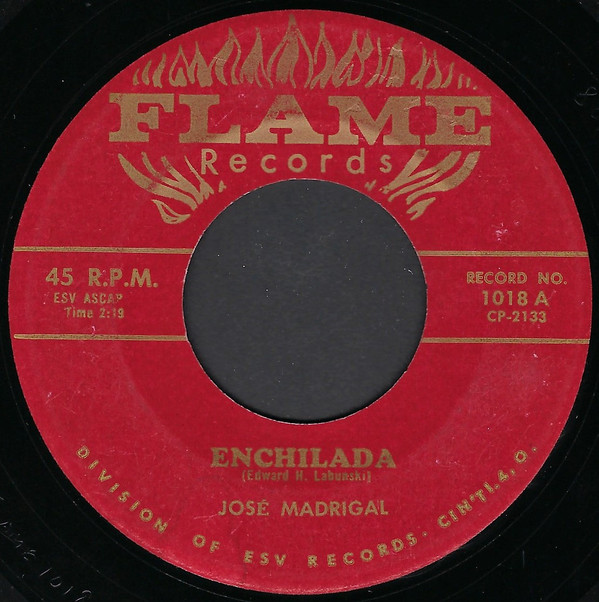 FLAME
Records
45 R.P.M.
ESV ASCAP
Time 2:19
RECORD NO.
1018 A
CP-2133
ENCHILADA
(Edward H. Labunski)
JOSÉ MADRIGAL
DIVISION OF ESV RECORDS. CIN'TI.4, O.